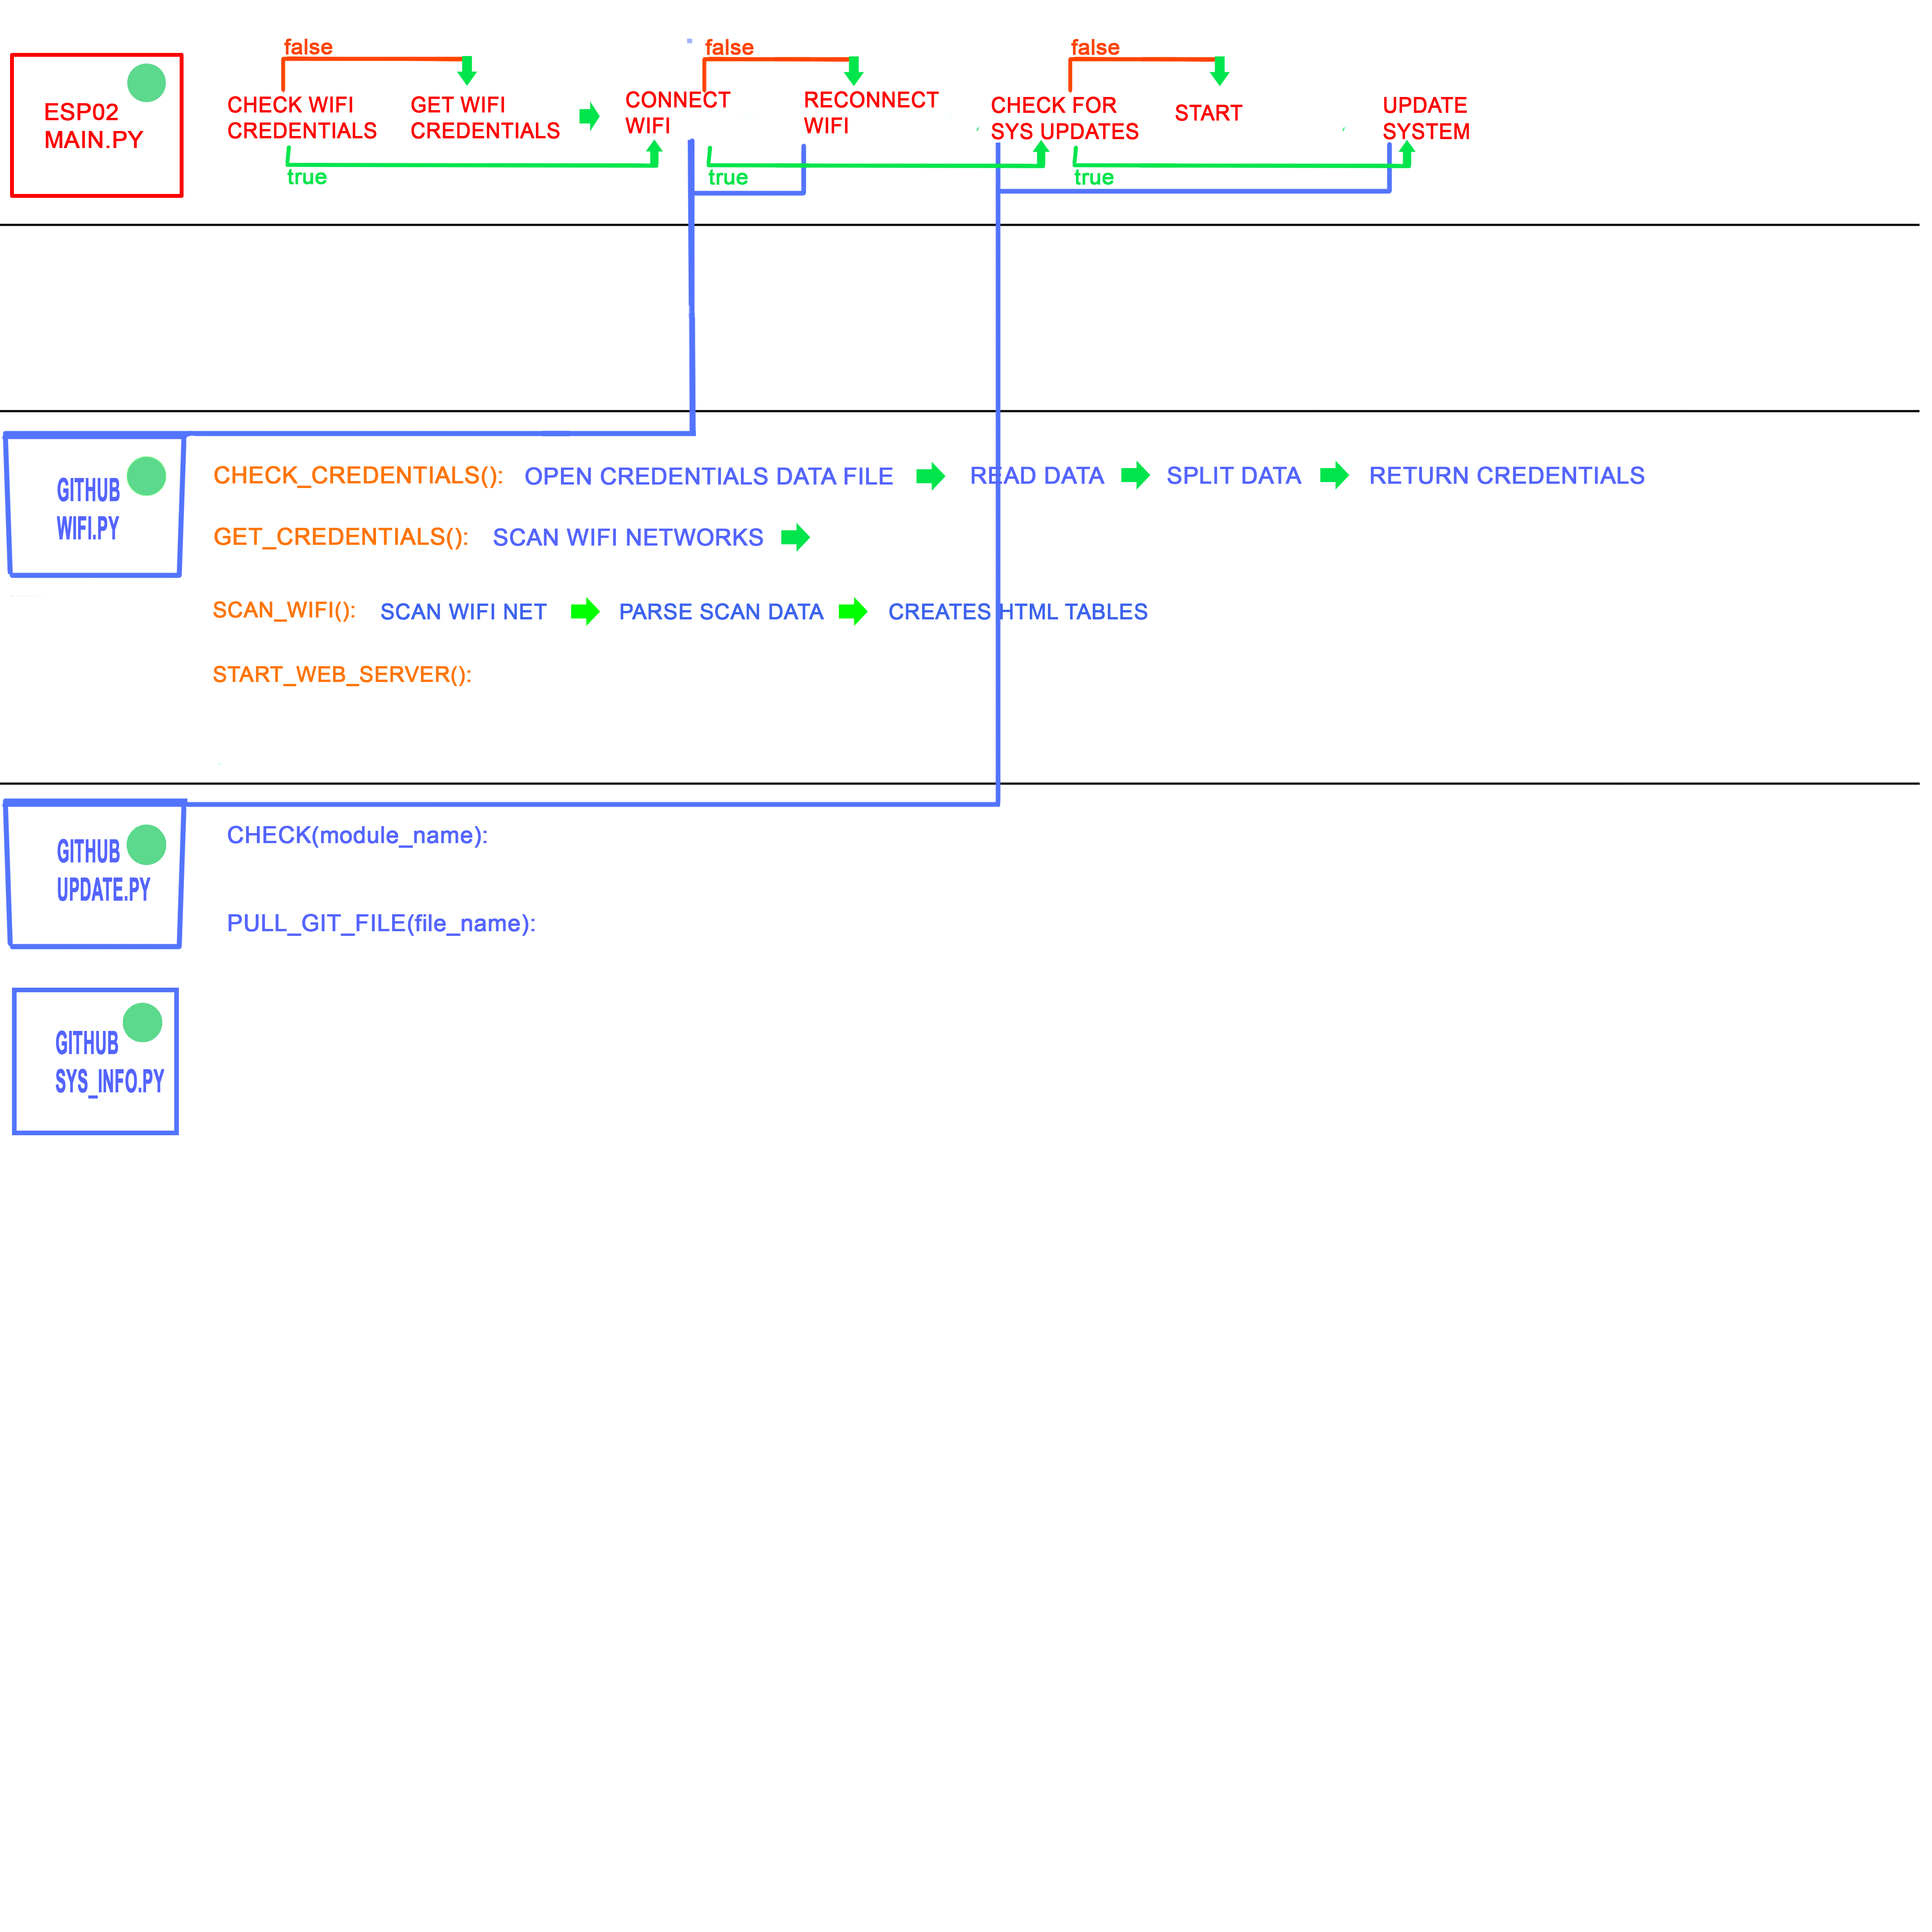 false
false
false
ESP02
MAIN.PY
CHECK WIFI
CREDENTIALS
GET WIFI
CREDENTIALS
CONNECT
WIFI
RECONNECT
WIFI
CHECK FOR
SYS UPDATES
START
UPDATE
SYSTEM
true
true
true
GITHUB
WIFI.PY
CHECK_CREDENTIALS(): OPEN CREDENTIALS DATA FILE READ DATA SPLIT DATA RETURN CREDENTIALS
GET_CREDENTIALS(): SCAN WIFI NETWORKS
SCAN_WIFI(): SCAN WIFI NET PARSE SCAN DATA CREATES HTML TABLES
START_WEB_SERVER():
GITHUB
UPDATE.PY
CHECK(module_name):
PULL_GIT_FILE(file_name):
GITHUB
SYS_INFO.PY